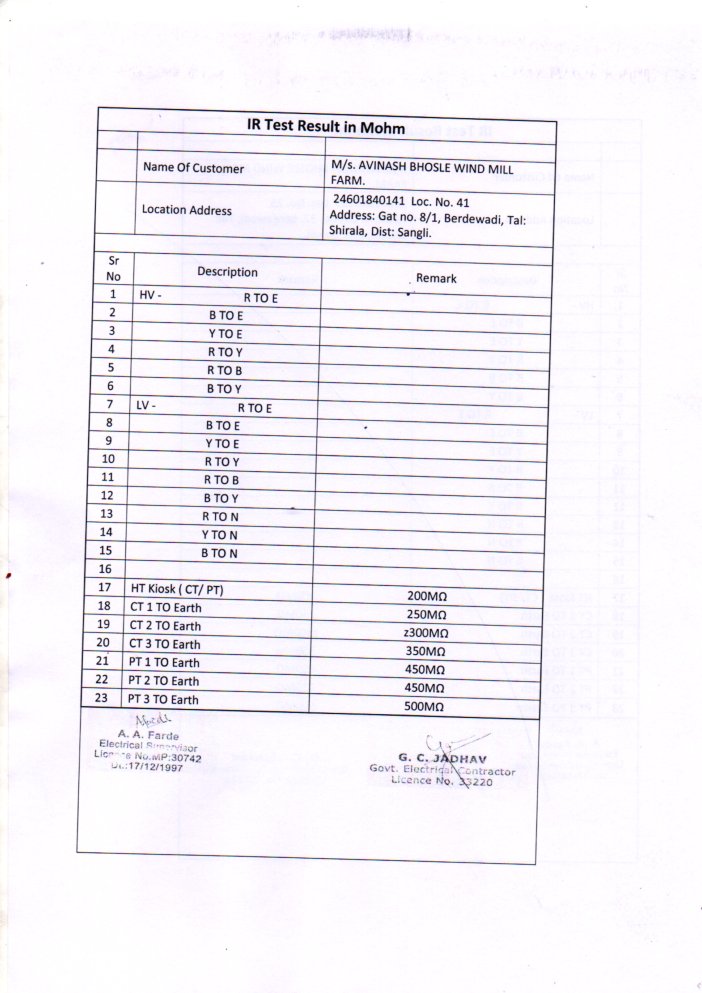 IR Test Result in Mohm
Name Of Customer
M/s. AVINASH BHOSLE WIND MILL
FARM.
Location Address
24601840141 Loc. No. 41
Address: Gat no. 8/1, Berdewadi, Tal:
Shirala, Dist: Sangli.
Sr
No Description Remark
1 HV - R TO E
2 B TO E
3 Y TO E
4 R TO Y
5 R TO B
6 B TO Y
7 LV - R TO E
8 B TO E
9 Y TO E
10 R TO Y
11 R TO B
12 B TO Y
13 R TO N
14 Y TO N
15 B TO N
16
17 HT Kiosk ( CT/ PT) 200MΩ
18 CT 1 TO Earth 250MΩ
19 CT 2 TO Earth z300MΩ
20 CT 3 TO Earth 350MΩ
21 PT 1 TO Earth 450MΩ
22 PT 2 TO Earth 450MΩ
23 PT 3 TO Earth 500MΩ
A. A. Farde
Electrical Supervisor
Licence No.MP:30742
Dt.:17/12/1997
G. C. JADHAV
Govt. Electrical Contractor
Licence No. 33220